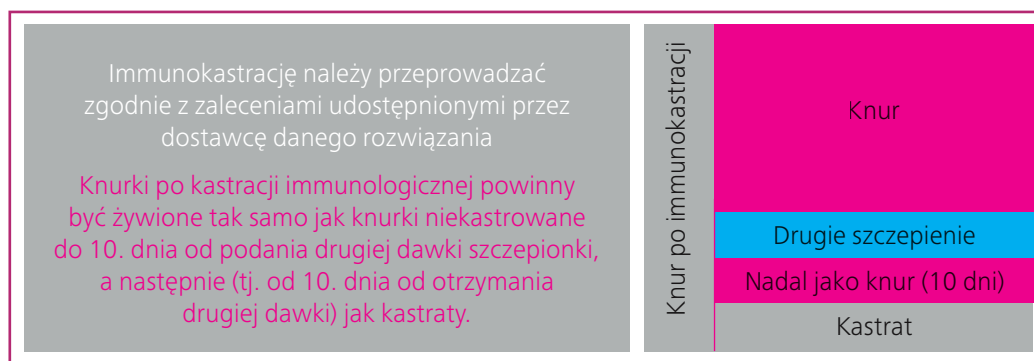 Immunokastrację należy przeprowadzać
zgodnie z zaleceniami udostępnionymi przez
dostawcę danego rozwiązania
Knurki po kastracji immunologicznej powinny
być żywione tak samo jak knurki niekastrowane
do 10. dnia od podania drugiej dawki szczepionki,
a następnie (tj. od 10. dnia od otrzymania
drugiej dawki) jak kastraty.
Knur po immunokastracji
Knur
Drugie szczepienie
Nadal jako knur (10 dni)
Kastrat